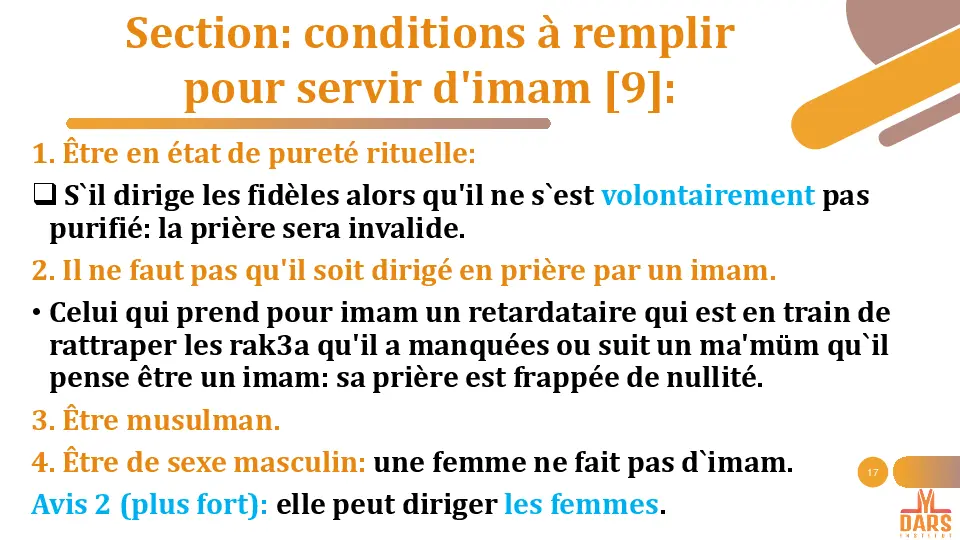 Section: conditions à remplir
pour servir d'imam [9]:
1. Être en état de pureté rituelle:
S`il dirige les fidèles alors qu'il ne s`est volontairement pas
purifié: la prière sera invalide.
2. Il ne faut pas qu'il soit dirigé en prière par un imam.
• Celui qui prend pour imam un retardataire qui est en train de
rattraper les rak3a qu'il a manquées ou suit un ma'müm qu`il
pense être un imam: sa prière est frappée de nullité.
3. Être musulman.
4. Être de sexe masculin: une femme ne fait pas d`imam.
Avis 2 (plus fort): elle peut diriger les femmes.
17
DARS
INSTITUT